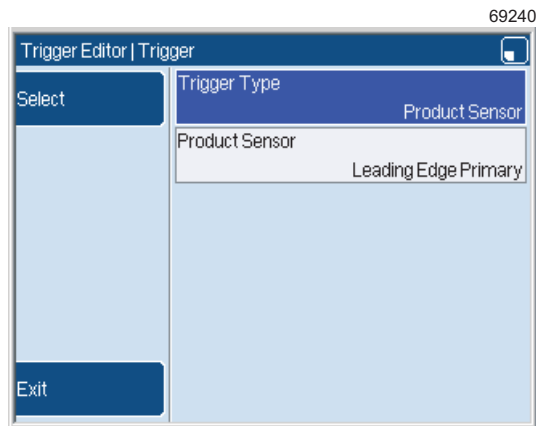 69240
Trigger Editor | Trigger
Select
Trigger Type
Product Sensor
Product Sensor
Leading Edge Primary
Exit